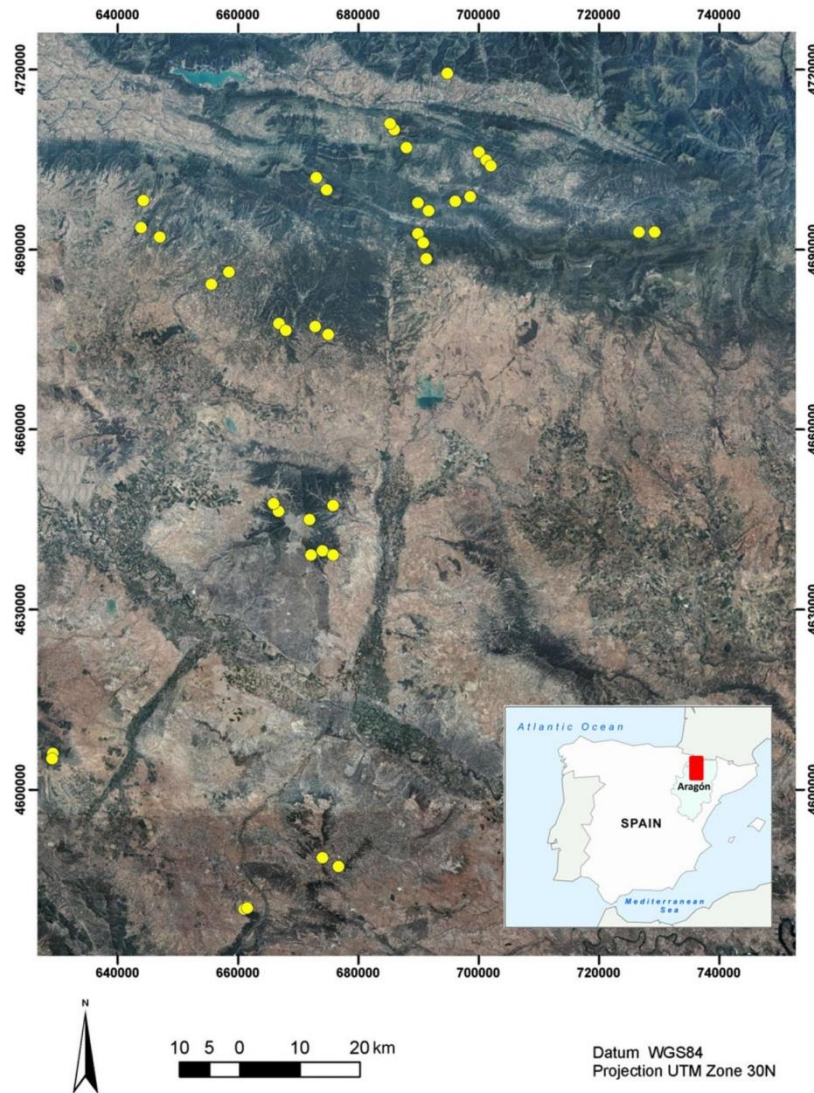 640000 660000 680000 700000 720000 740000
4720000 4720000
4690000 4690000
4660000 4660000
4630000 4630000
4600000 4600000
Atlantic Ocean
Aragón
SPAIN
Mediterranean
Sea
640000 660000 680000 700000 720000 740000
N
10 5 0 10 20 km
Datum WGS84
Projection UTM Zone 30N